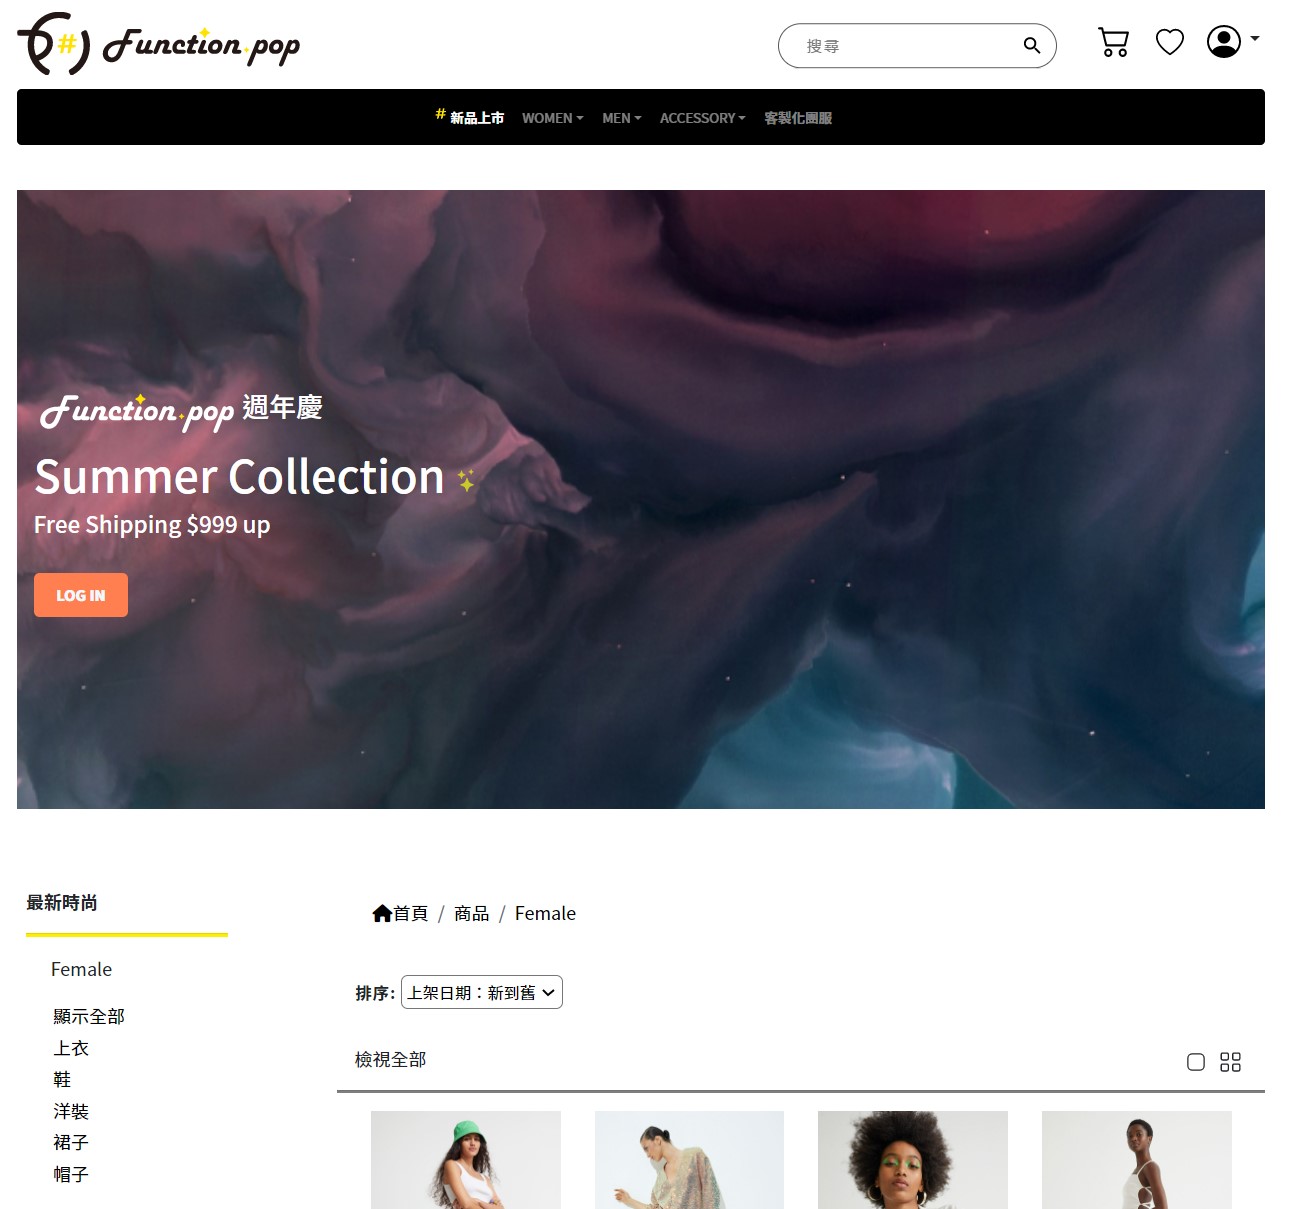 #
Function.pop
搜尋
# 新品上市 WOMEN MEN ACCESSORY 客製化團服
Function.pop 週年慶
Summer Collection
Free Shipping $999 up
LOG IN
最新時尚
首頁 / 商品 / Female
Female
排序: 上架日期：新到舊
顯示全部
上衣
鞋
洋裝
裙子
帽子
檢視全部